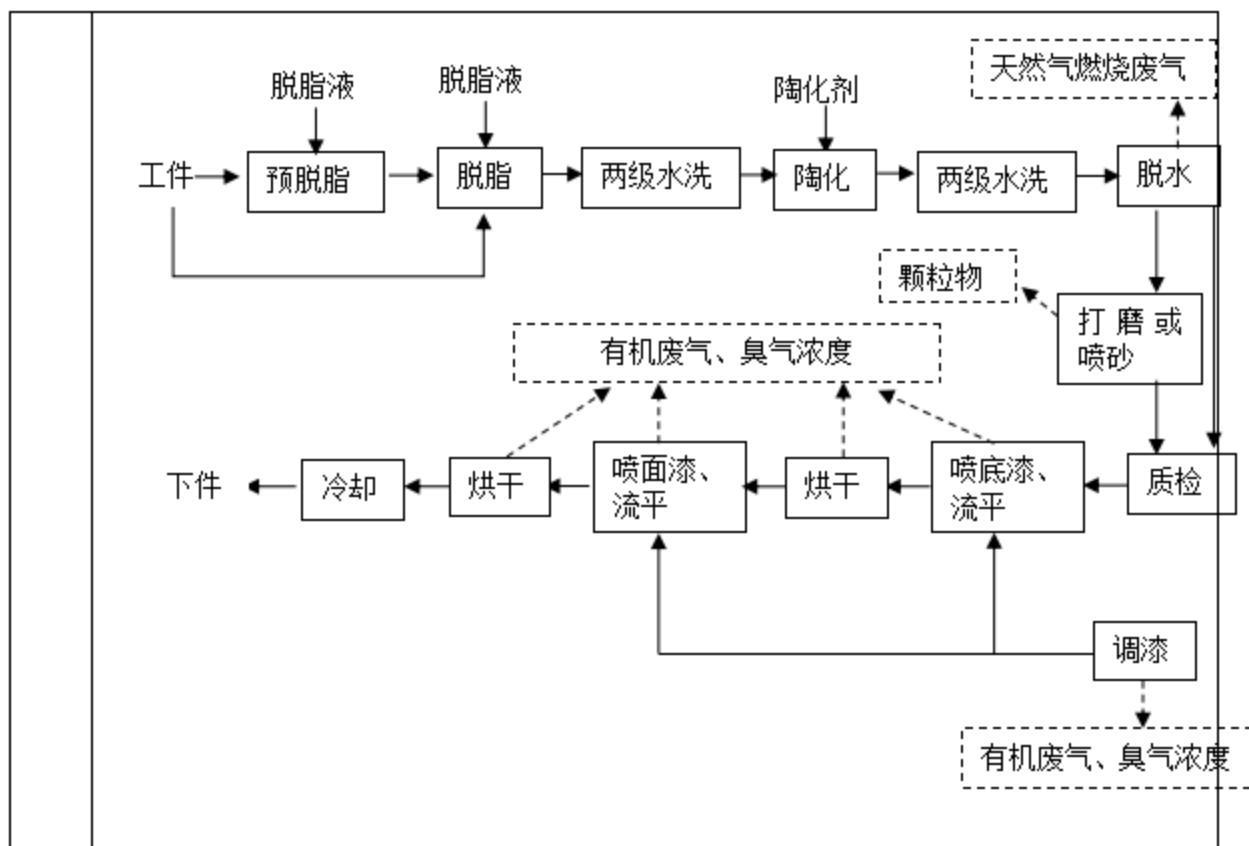 天然气燃烧废气
脱脂液
脱脂液
陶化剂
工件
预脱脂
脱脂
两级水洗
陶化
两级水洗
脱水
颗粒物
打磨或
喷砂
有机废气、臭气浓度
下件
冷却
烘干
喷面漆、
流平
烘干
喷底漆、
流平
质检
调漆
有机废气、臭气浓度